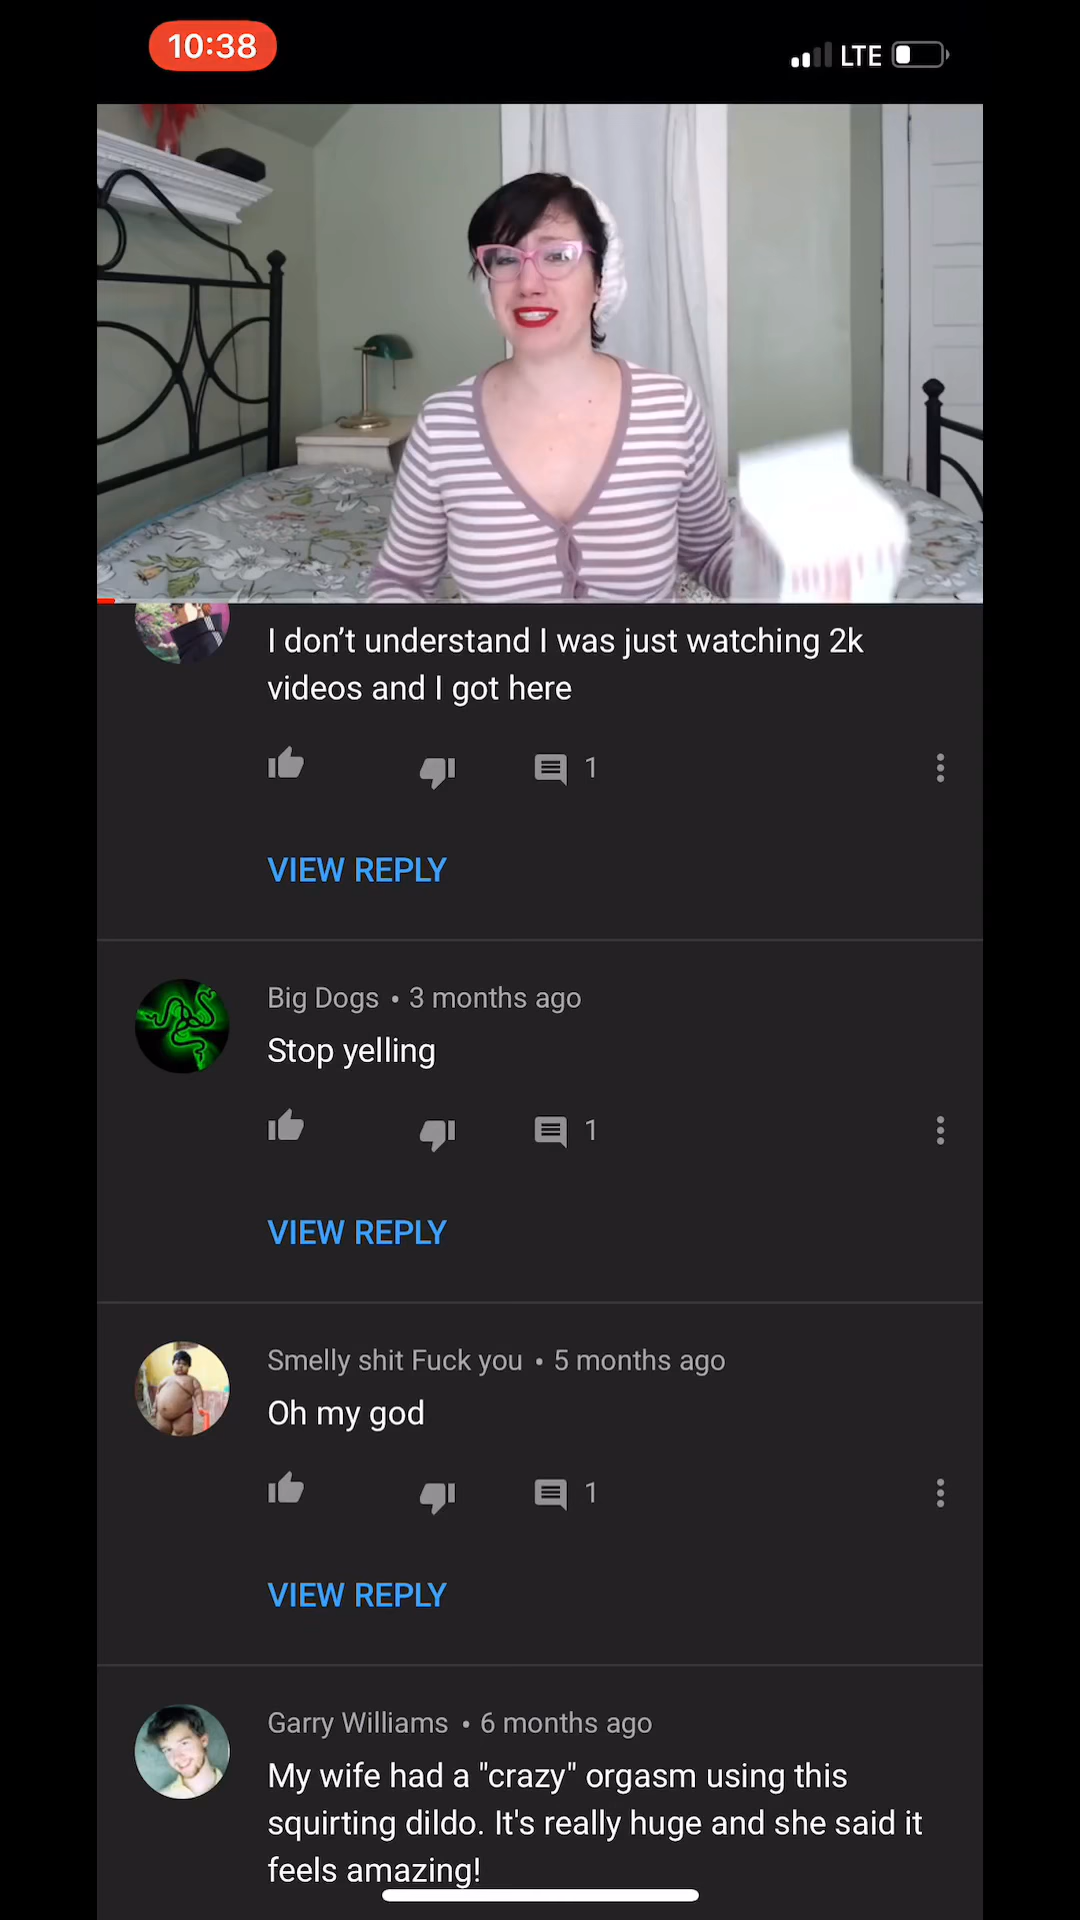 10:38
LTE
I don’t understand I was just watching 2k
videos and I got here
1
VIEW REPLY
Big Dogs • 3 months ago
Stop yelling
1
VIEW REPLY
Smelly shit Fuck you • 5 months ago
Oh my god
1
VIEW REPLY
Garry Williams • 6 months ago
My wife had a "crazy" orgasm using this
squirting dildo. It's really huge and she said it
feels amazing!